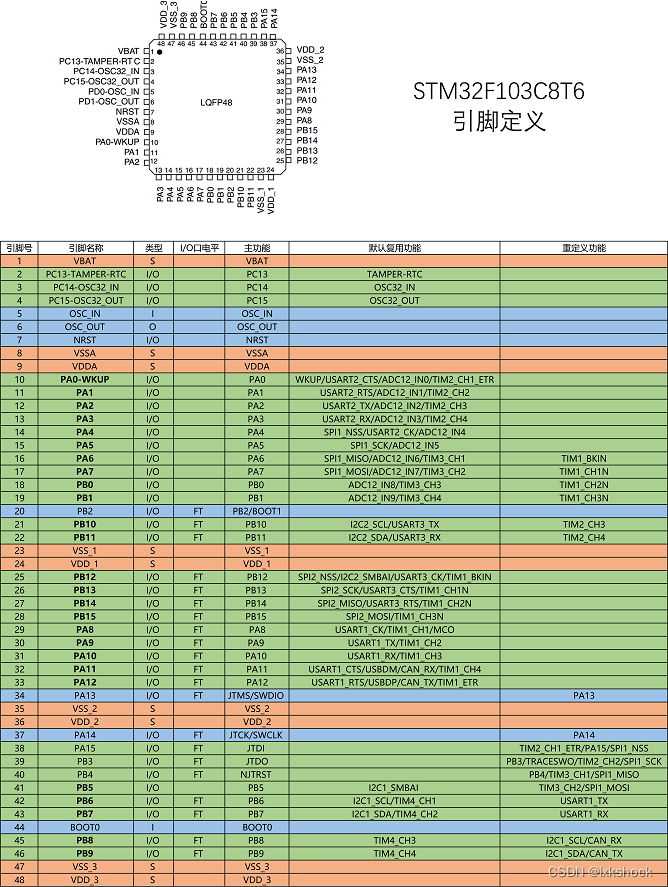 VDD_3
VSS_3
PB9
PB8
BOOT0
PB7
PB6
PB5
PB4
PB3
PA15
PA14
48 47 46 45 44 43 42 41 40 39 38 37
VBAT 1
PC13-TAMPER-RTC 2
PC14-OSC32_IN 3
PC15-OSC32_OUT 4
PD0-OSC_IN 5
PD1-OSC_OUT 6
NRST 7
VSSA 8
VDDA 9
PA0-WKUP 10
PA1 11
PA2 12
LQFP48
36 VDD_2
35 VSS_2
34 PA13
33 PA12
32 PA11
31 PA10
30 PA9
29 PA8
28 PB15
27 PB14
26 PB13
25 PB12
13 14 15 16 17 18 19 20 21 22 23 24
PA3
PA4
PA5
PA6
PA7
PB0
PB1
PB2
PB10
PB11
VSS_1
VDD_1
STM32F103C8T6
引脚定义
引脚号 引脚名称 类型 I/O口电平 主功能 默认复用功能 重定义功能
1 VBAT S VBAT
2 PC13-TAMPER-RTC I/O PC13 TAMPER-RTC
3 PC14-OSC32_IN I/O PC14 OSC32_IN
4 PC15-OSC32_OUT I/O PC15 OSC32_OUT
5 OSC_IN I OSC_IN
6 OSC_OUT O OSC_OUT
7 NRST I/O NRST
8 VSSA S VSSA
9 VDDA S VDDA
10 PA0-WKUP I/O PA0 WKUP/USART2_CTS/ADC12_IN0/TIM2_CH1_ETR
11 PA1 I/O PA1 USART2_RTS/ADC12_IN1/TIM2_CH2
12 PA2 I/O PA2 USART2_TX/ADC12_IN2/TIM2_CH3
13 PA3 I/O PA3 USART2_RX/ADC12_IN3/TIM2_CH4
14 PA4 I/O PA4 SPI1_NSS/USART2_CK/ADC12_IN4
15 PA5 I/O PA5 SPI1_SCK/ADC12_IN5
16 PA6 I/O PA6 SPI1_MISO/ADC12_IN6/TIM3_CH1 TIM1_BKIN
17 PA7 I/O PA7 SPI1_MOSI/ADC12_IN7/TIM3_CH2 TIM1_CH1N
18 PB0 I/O PB0 ADC12_IN8/TIM3_CH3 TIM1_CH2N
19 PB1 I/O PB1 ADC12_IN9/TIM3_CH4 TIM1_CH3N
20 PB2 I/O FT PB2/BOOT1
21 PB10 I/O FT PB10 I2C2_SCL/USART3_TX TIM2_CH3
22 PB11 I/O FT PB11 I2C2_SDA/USART3_RX TIM2_CH4
23 VSS_1 S VSS_1
24 VDD_1 S VDD_1
25 PB12 I/O FT PB12 SPI2_NSS/I2C2_SMBAI/USART3_CK/TIM1_BKIN
26 PB13 I/O FT PB13 SPI2_SCK/USART3_CTS/TIM1_CH1N
27 PB14 I/O FT PB14 SPI2_MISO/USART3_RTS/TIM1_CH2N
28 PB15 I/O FT PB15 SPI2_MOSI/TIM1_CH3N
29 PA8 I/O FT PA8 USART1_CK/TIM1_CH1/MCO
30 PA9 I/O FT PA9 USART1_TX/TIM1_CH2
31 PA10 I/O FT PA10 USART1_RX/TIM1_CH3
32 PA11 I/O FT PA11 USART1_CTS/USBDM/CAN_RX/TIM1_CH4
33 PA12 I/O FT PA12 USART1_RTS/USBDP/CAN_TX/TIM1_ETR
34 PA13 I/O FT JTMS/SWDIO PA13
35 VSS_2 S VSS_2
36 VDD_2 S VDD_2
37 PA14 I/O FT JTCK/SWCLK PA14
38 PA15 I/O FT JTDI TIM2_CH1_ETR/PA15/SPI1_NSS
39 PB3 I/O FT JTDO PB3/TRACESWO/TIM2_CH2/SPI1_SCK
40 PB4 I/O FT NJTRST PB4/TIM3_CH1/SPI1_MISO
41 PB5 I/O PB5 I2C1_SMBAI TIM3_CH2/SPI1_MOSI
42 PB6 I/O FT PB6 I2C1_SCL/TIM4_CH1 USART1_TX
43 PB7 I/O FT PB7 I2C1_SDA/TIM4_CH2 USART1_RX
44 BOOT0 I BOOT0
45 PB8 I/O FT PB8 TIM4_CH3 I2C1_SCL/CAN_RX
46 PB9 I/O FT PB9 TIM4_CH4 I2C1_SDA/CAN_TX
47 VSS_3 S VSS_3
48 VDD_3 S VDD_3
CSDN @lxkshock